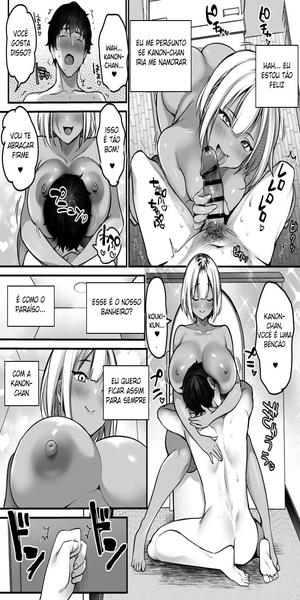 HAH... EU
ESTOU TÃO
FELIZ
EU ME PERGUNTO
SE KANON-CHAN
IRIA ME NAMORAR
WAH...
KANON-
CHAN...
VOCÊ
GOSTA
DISSO?
ISSO
É TÃO
BOM!
VOU TE
ABRAÇAR
FIRME
KANON-
CHAN,
VOCÊ É UMA
BENCÃO
KOUKI-
KUN...
ESSE É O NOSSO
BANHEIRO?
É COMO O
PARAÍSO...
EU QUERO
FICAR ASSIM
PARA SEMPRE
COM A
KANON-
CHAN